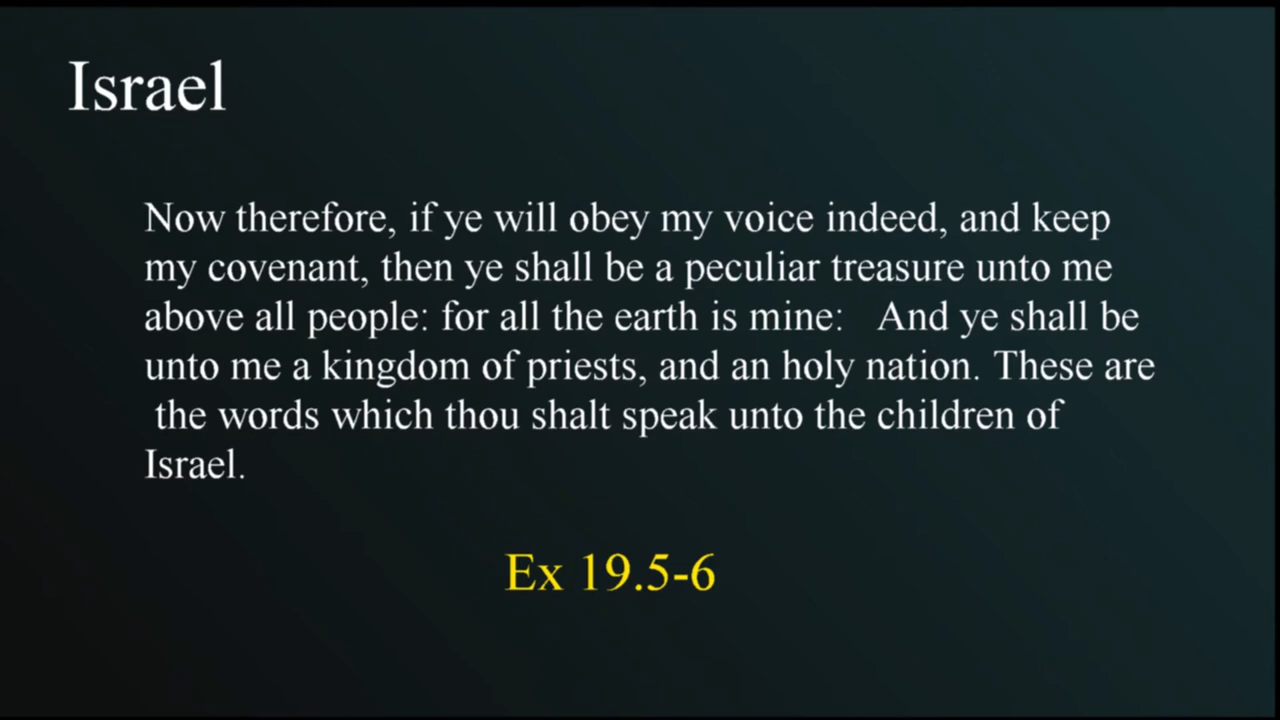 Israel
Now therefore, if ye will obey my voice indeed, and keep
my covenant, then ye shall be a peculiar treasure unto me
above all people: for all the earth is mine:   And ye shall be
unto me a kingdom of priests, and an holy nation. These are
the words which thou shalt speak unto the children of
Israel.
Ex 19.5-6